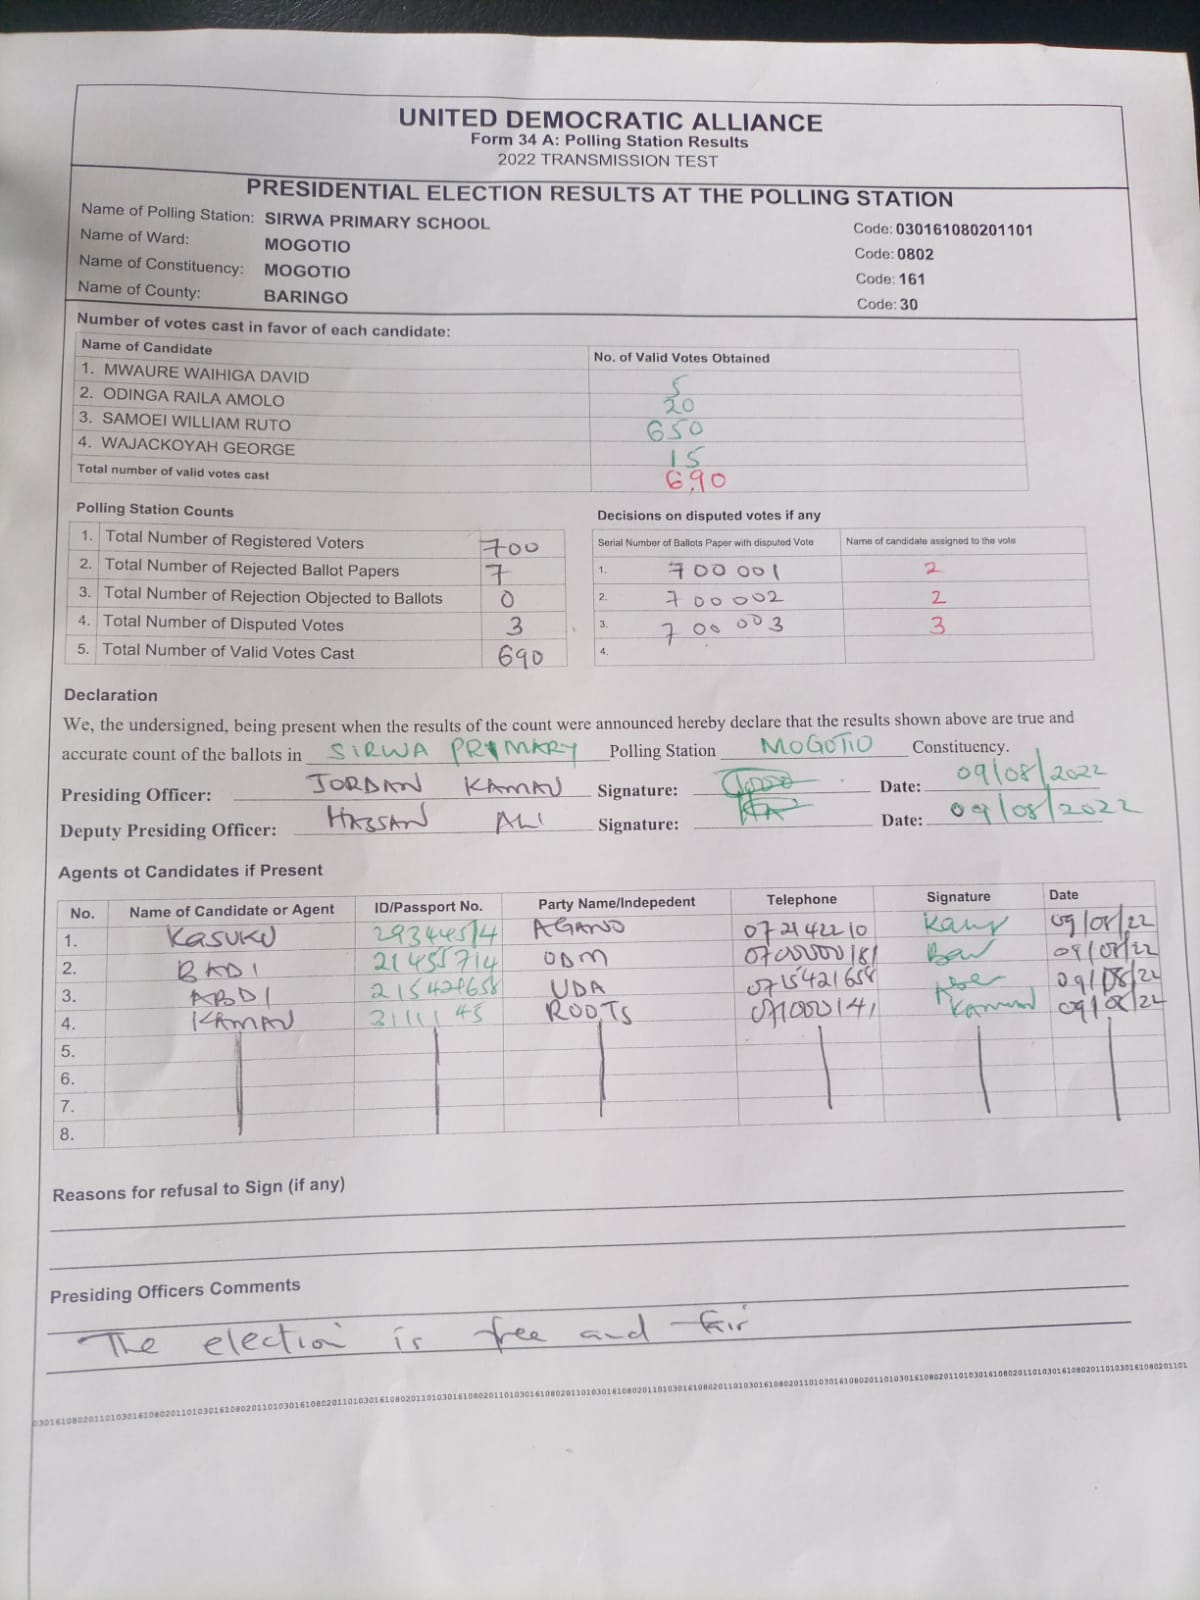 UNITED DEMOCRATIC ALLIANCE
Form 34 A: Polling Station Results
2022 TRANSMISSION TEST
PRESIDENTIAL ELECTION RESULTS AT THE POLLING STATION
Name of Polling Station: SIRWA PRIMARY SCHOOL Code: 030161080201101
Name of Ward: MOGOTIO Code: 0802
Name of Constituency: MOGOTIO Code: 161
Name of County: BARINGO Code: 30
Number of votes cast in favor of each candidate:
Name of Candidate No. of Valid Votes Obtained
1. MWAURE WAIHIGA DAVID 5
2. ODINGA RAILA AMOLO 20
3. SAMOEI WILLIAM RUTO 650
4. WAJACKOYAH GEORGE 15
Total number of valid votes cast 690
Polling Station Counts
1. Total Number of Registered Voters 700
2. Total Number of Rejected Ballot Papers 7
3. Total Number of Rejection Objected to Ballots 0
4. Total Number of Disputed Votes 3
5. Total Number of Valid Votes Cast 690
Decisions on disputed votes if any
Serial Number of Ballots Paper with disputed Vote Name of candidate assigned to the vote
1. 700 001 2
2. 700 002 2
3. 700 003 3
4.
Declaration
We, the undersigned, being present when the results of the count were announced hereby declare that the results shown above are true and
accurate count of the ballots in SIRWA PRIMARY Polling Station MOGOTIO Constituency.
Presiding Officer: JORDAN KAMAU Signature: Date: 09/08/2022
Deputy Presiding Officer: HASSAN ALI Signature: Date: 09/08/2022
Agents ot Candidates if Present
No. Name of Candidate or Agent ID/Passport No. Party Name/Indepedent Telephone Signature Date
1. KASUKU 29344514 AGANO 072142210 09/08/22
2. BADI 21455714 ODM 0700000181 09/08/22
3. ABDI 215424658 UDA 0715421658 09/08/22
4. KAMAU 3111145 ROOTS 071000141 09/08/22
5.
6.
7.
8.
Reasons for refusal to Sign (if any)
Presiding Officers Comments
The election is free and fair